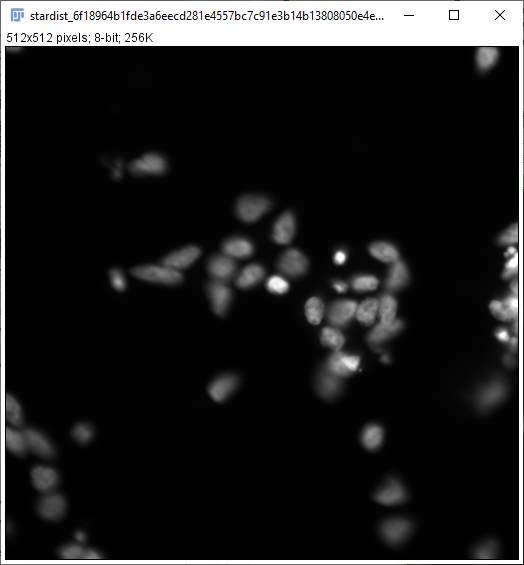 stardist_6f18964b1fde3a6eecd281e4557bc7c91e3b14b13808050e4e...
512x512 pixels; 8-bit; 256K